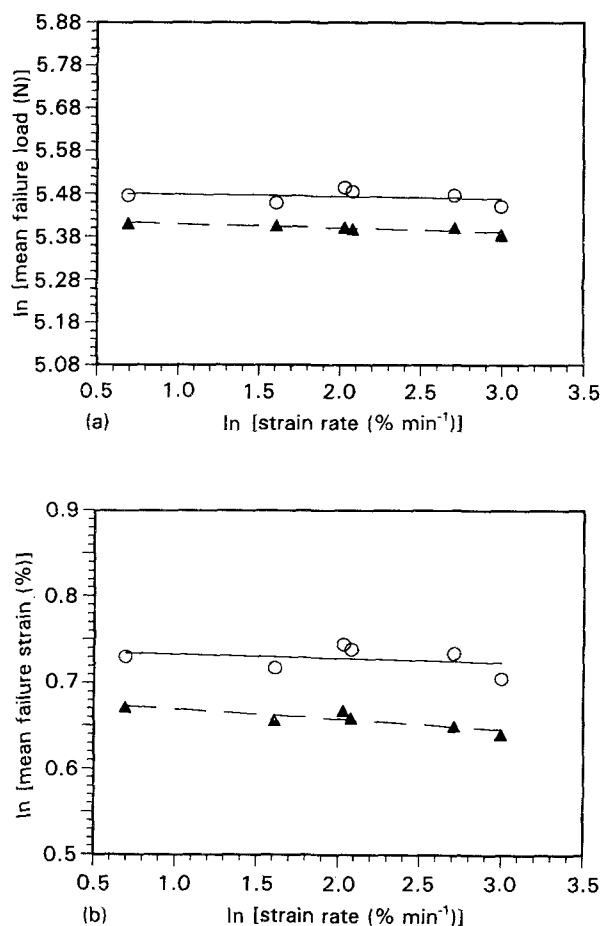 ln [mean failure load (N)]
5.88
5.78
5.68
5.58
5.48
5.38
5.28
5.18
5.08
0.5 1.0 1.5 2.0 2.5 3.0 3.5
(a) ln [strain rate (% min⁻¹)]
ln [mean failure strain (%)]
0.9
0.8
0.7
0.6
0.5
0.5 1.0 1.5 2.0 2.5 3.0 3.5
(b) ln [strain rate (% min⁻¹)]